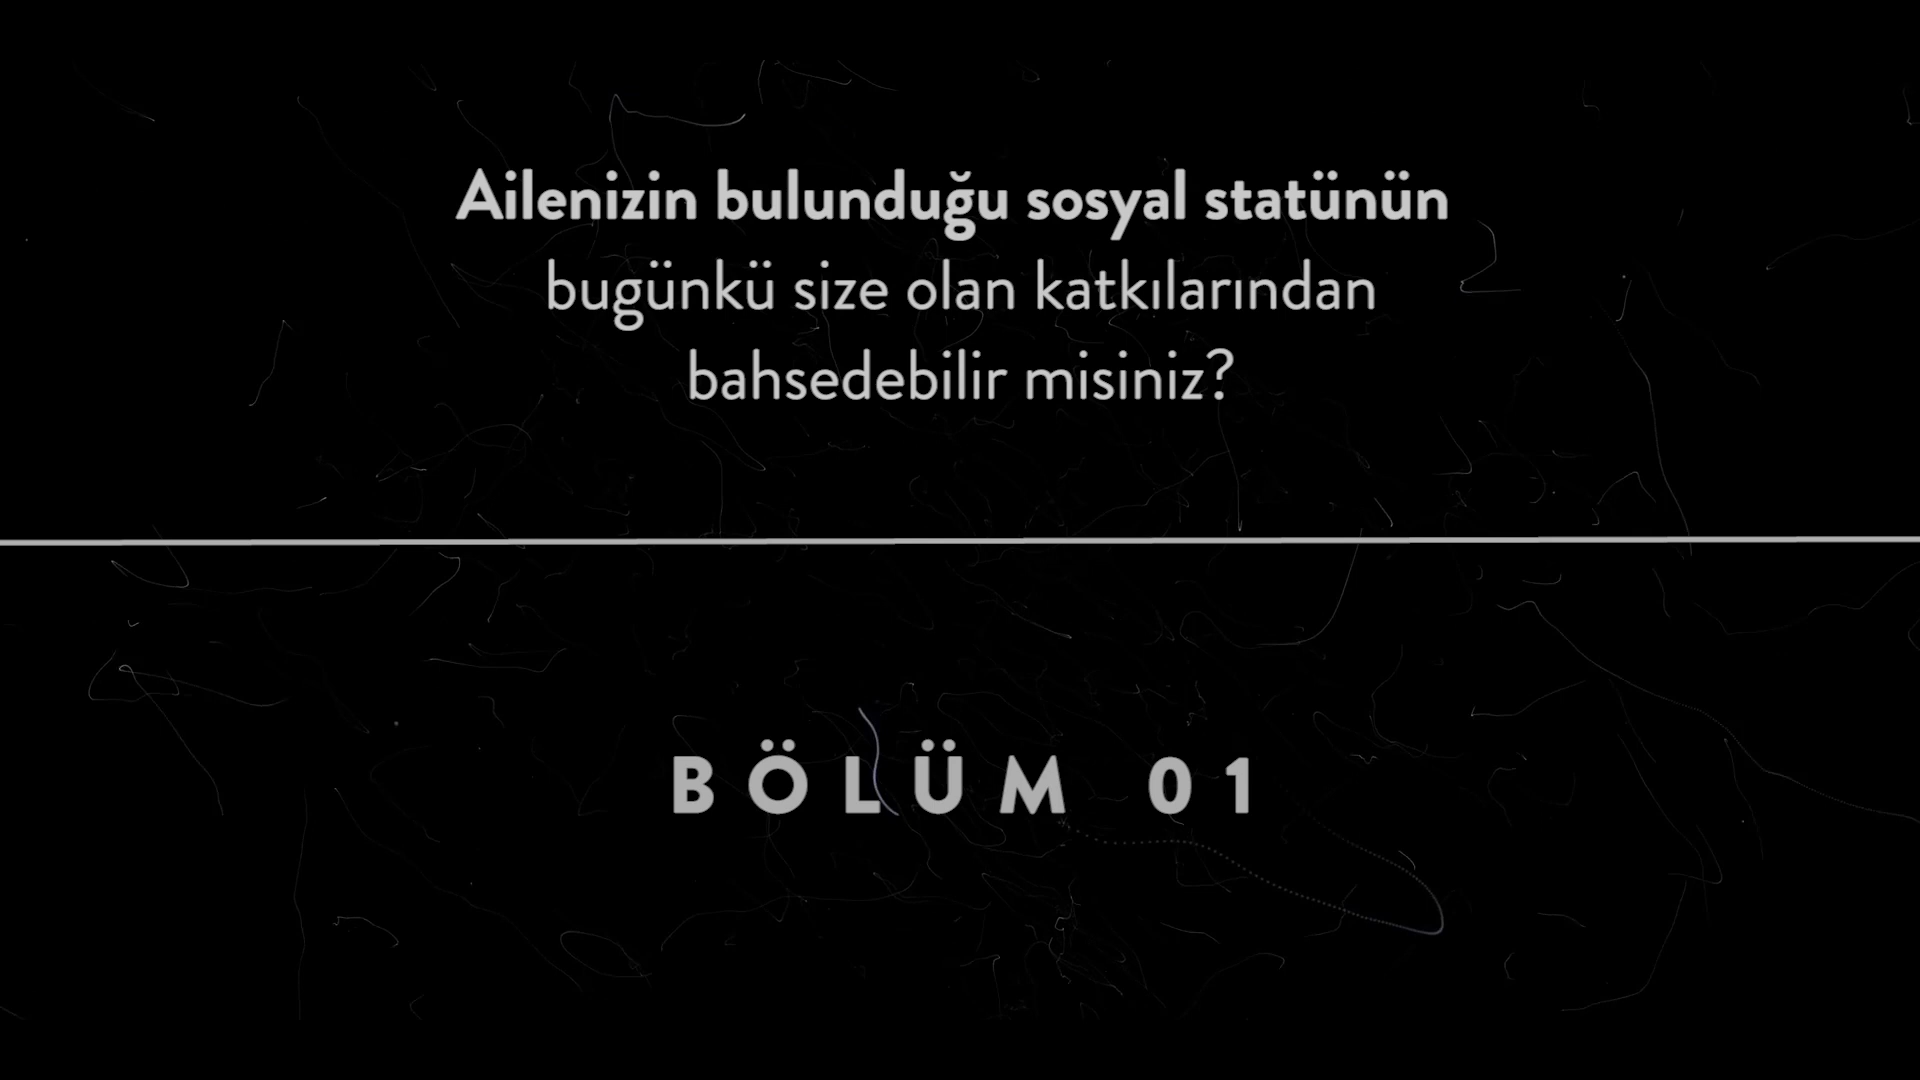 Ailenizin bulunduğu sosyal statünün
bugünkü size olan katkılarından
bahsedebilir misiniz?
BÖLÜM 01